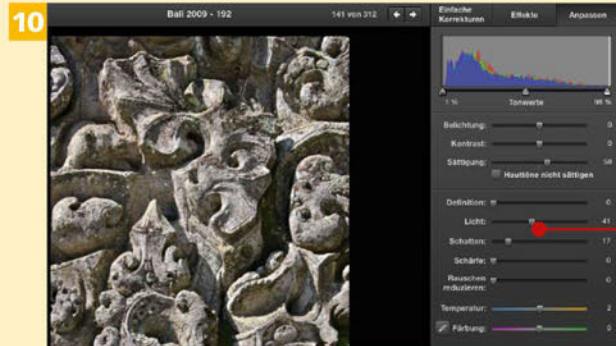 10
Bali 2009 - 192
141 von 312
Einfache Korrekturen
Effekte
Anpassen
1 %
Tonwerte
98 %
Belichtung: 0
Kontrast: 0
Sättigung: 58
Hauttöne nicht sättigen
Definition: 0
Licht: 41
Schatten: 17
Schärfe: 0
Rauschen
reduzieren: 0
Temperatur: 2
Färbung: 0